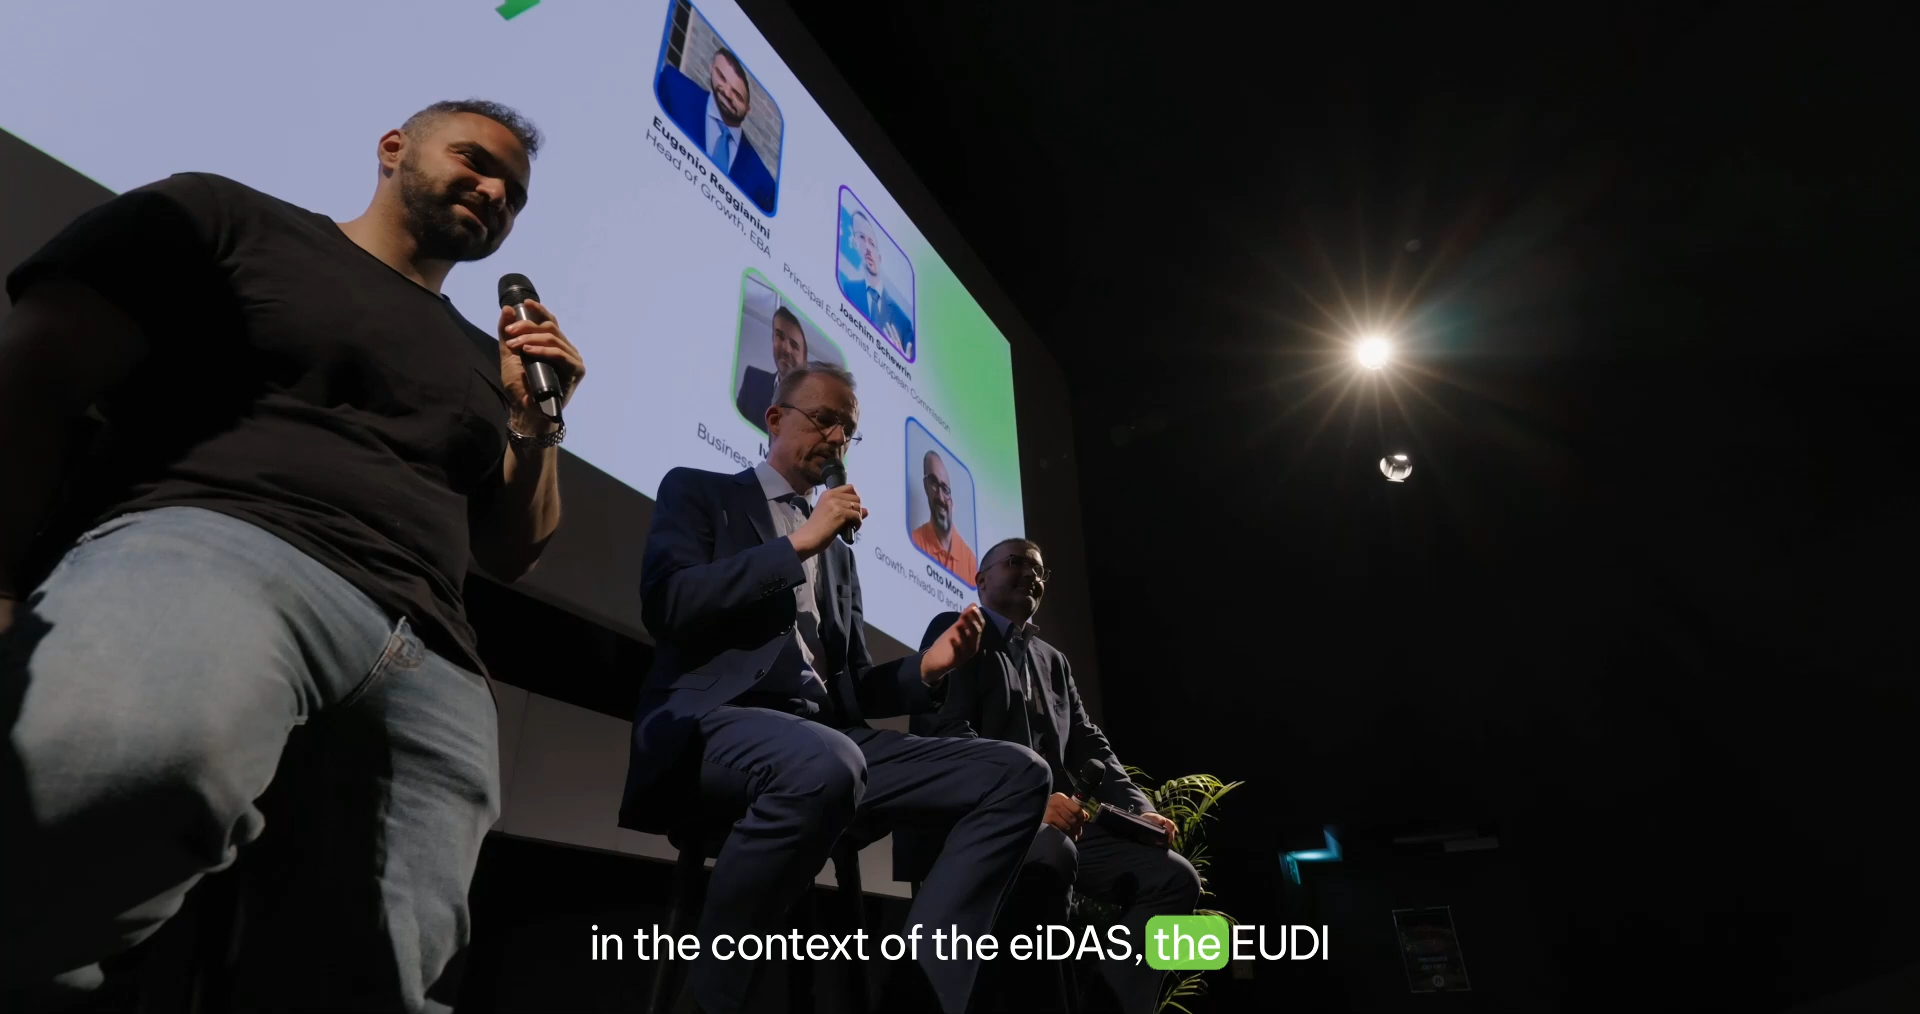 Eugenio Reggianini
Head of Growth, EBA
Joachim Schewrin
Principal Economist, European Commission
Business
Otto Mora
Growth, Privado ID and
in the context of the eiDAS, the EUDI